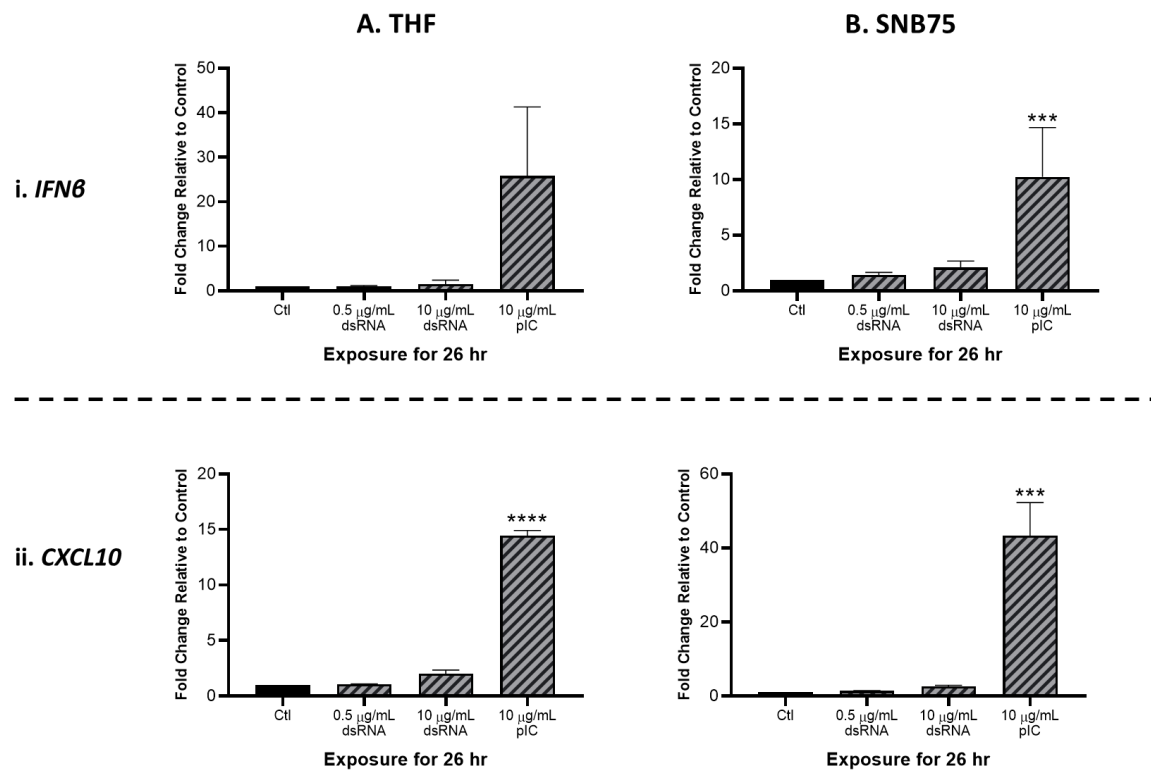 A. THF
B. SNB75
i. IFNβ
Fold Change Relative to Control
50
40
30
20
10
0
Ctl
0.5 μg/mL
dsRNA
10 μg/mL
dsRNA
10 μg/mL
pIC
Exposure for 26 hr
Fold Change Relative to Control
20
15
10
5
0
***
Ctl
0.5 μg/mL
dsRNA
10 μg/mL
dsRNA
10 μg/mL
pIC
Exposure for 26 hr
ii. CXCL10
Fold Change Relative to Control
20
15
10
5
0
****
Ctl
0.5 μg/mL
dsRNA
10 μg/mL
dsRNA
10 μg/mL
pIC
Exposure for 26 hr
Fold Change Relative to Control
60
40
20
0
***
Ctl
0.5 μg/mL
dsRNA
10 μg/mL
dsRNA
10 μg/mL
pIC
Exposure for 26 hr